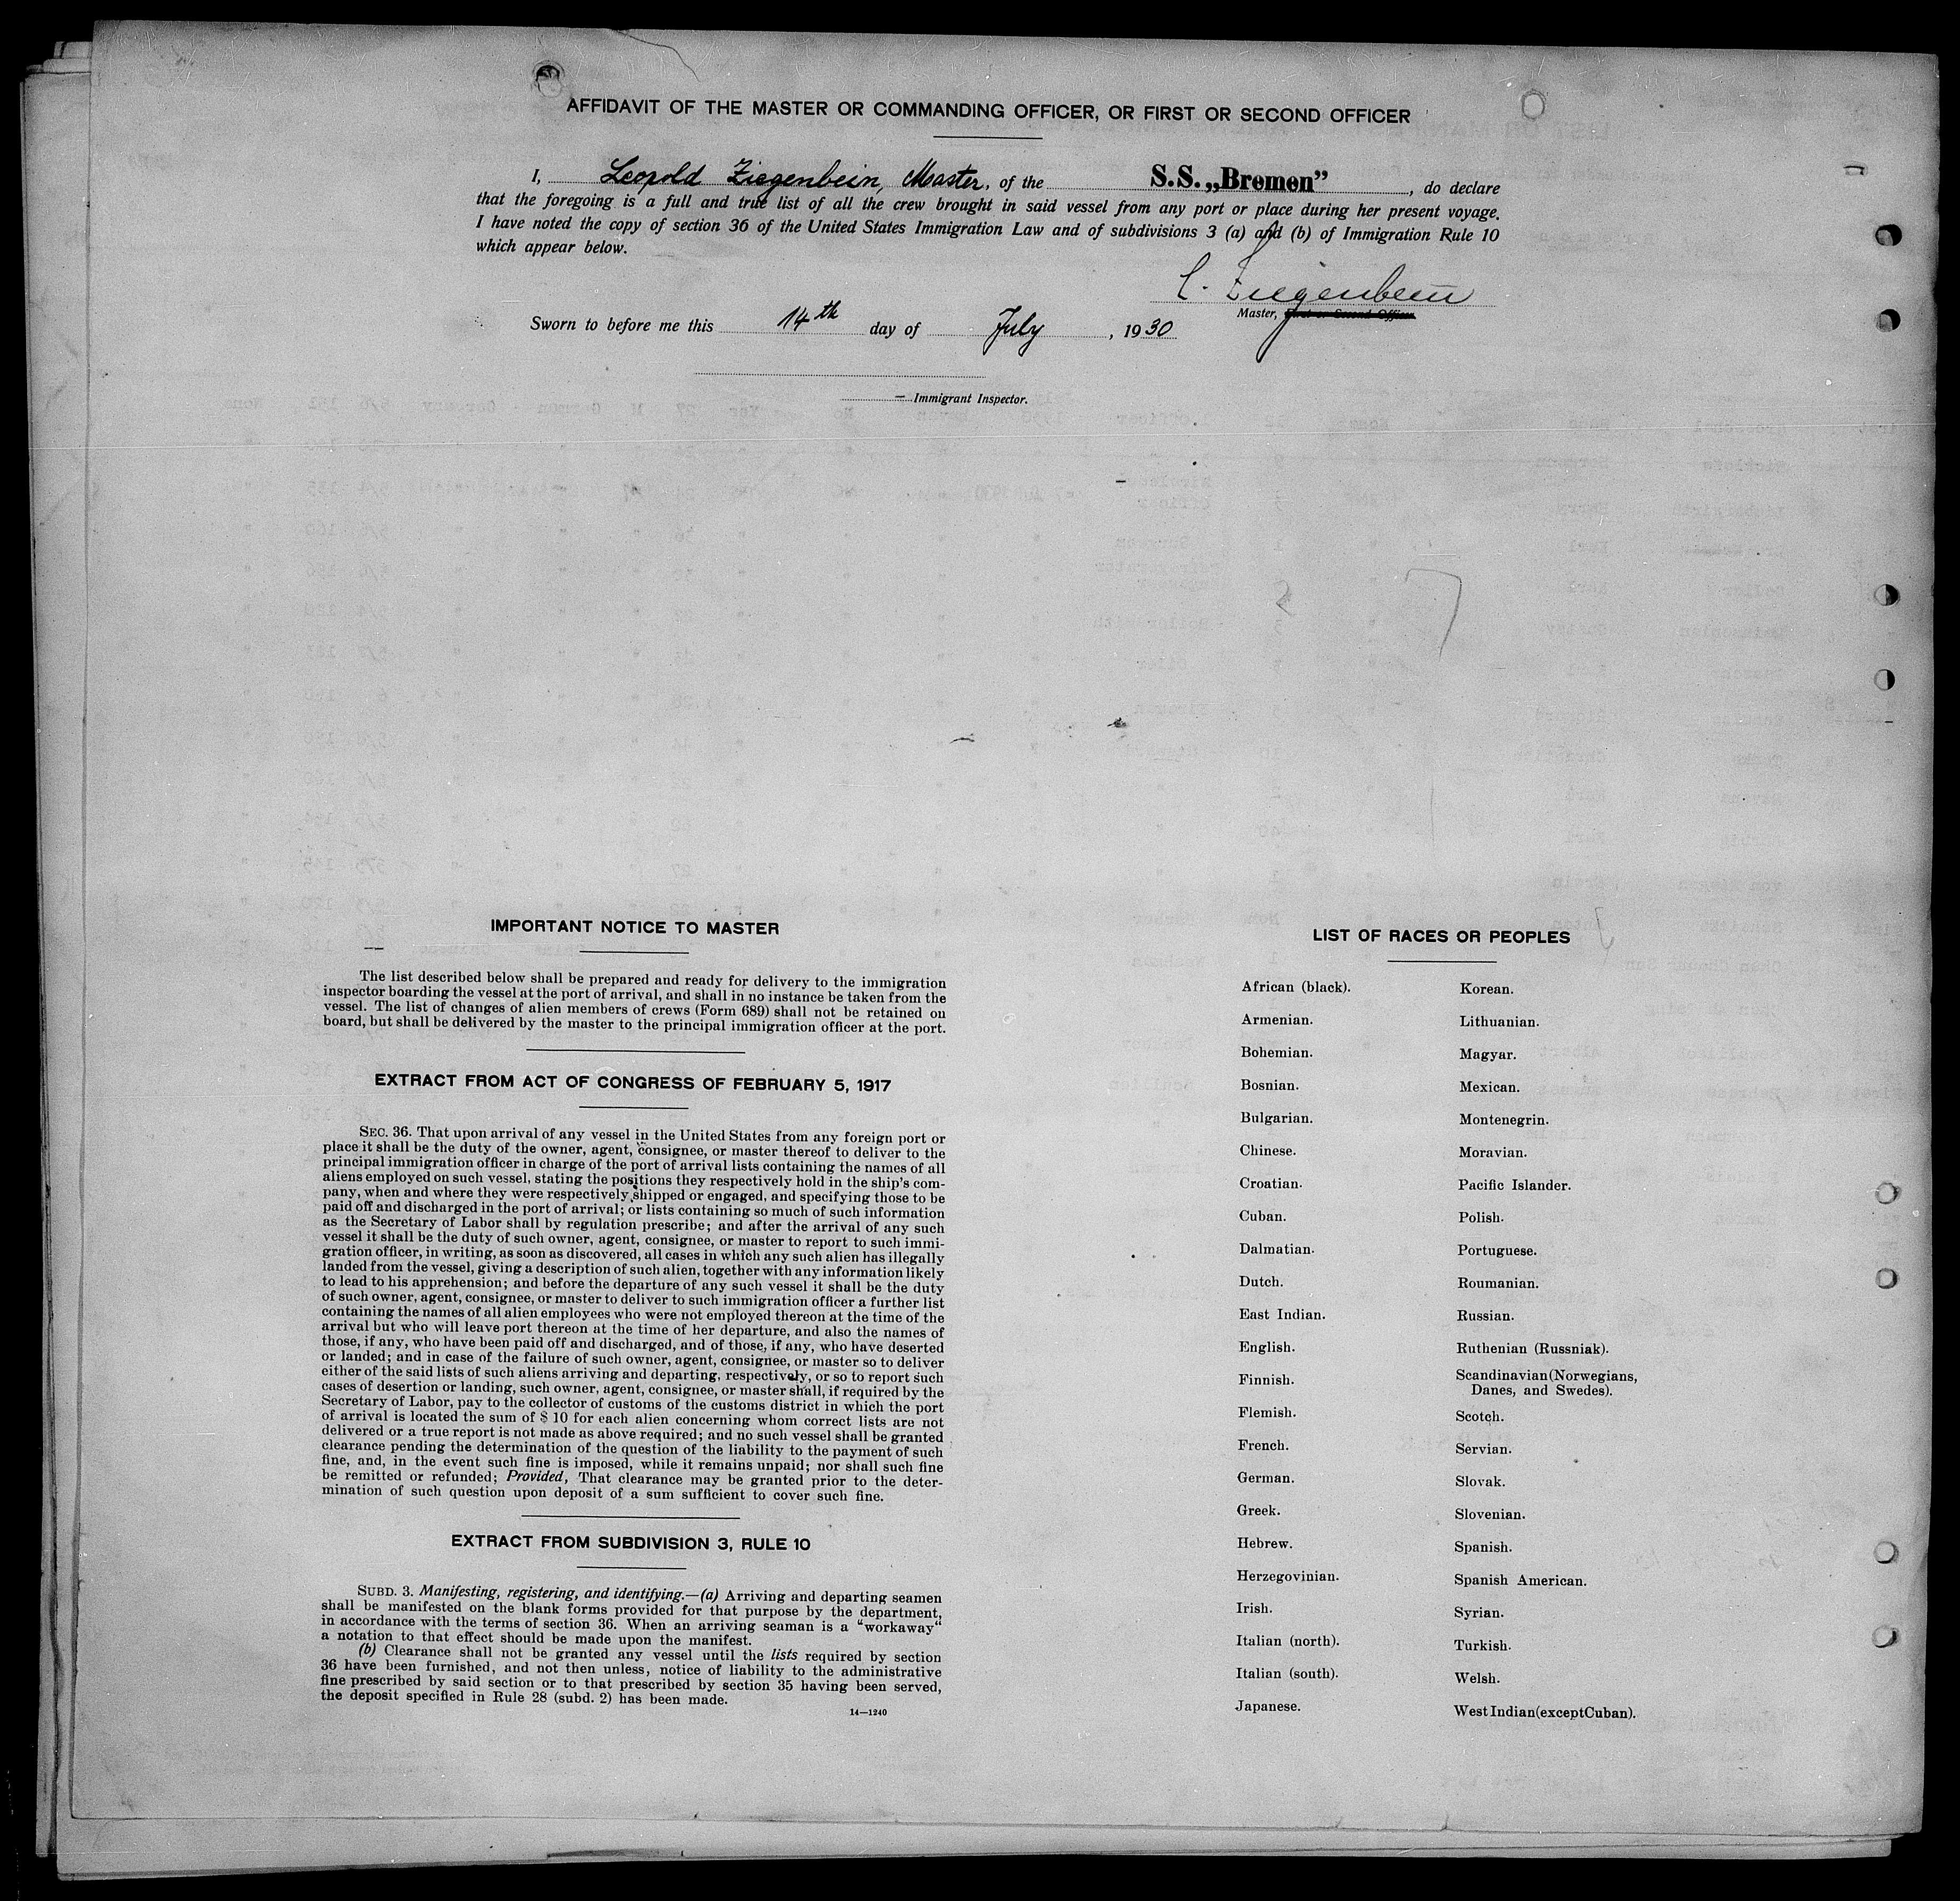 AFFIDAVIT OF THE MASTER OR COMMANDING OFFICER, OR FIRST OR SECOND OFFICER
I, Leopold Ziegenbein, Master, of the S.S. „Bremen”, do declare
that the foregoing is a full and true list of all the crew brought in said vessel from any port or place during her present voyage.
I have noted the copy of section 36 of the United States Immigration Law and of subdivisions 3 (a) and (b) of Immigration Rule 10
which appear below.
L. Ziegenbein
Master, First or Second Officer.
Sworn to before me this 14th day of July, 1930
Immigrant Inspector.
IMPORTANT NOTICE TO MASTER
The list described below shall be prepared and ready for delivery to the immigration
inspector boarding the vessel at the port of arrival, and shall in no instance be taken from the
vessel. The list of changes of alien members of crews (Form 689) shall not be retained on
board, but shall be delivered by the master to the principal immigration officer at the port.
EXTRACT FROM ACT OF CONGRESS OF FEBRUARY 5, 1917
SEC. 36. That upon arrival of any vessel in the United States from any foreign port or
place it shall be the duty of the owner, agent, consignee, or master thereof to deliver to the
principal immigration officer in charge of the port of arrival lists containing the names of all
aliens employed on such vessel, stating the positions they respectively hold in the ship's com-
pany, when and where they were respectively shipped or engaged, and specifying those to be
paid off and discharged in the port of arrival; or lists containing so much of such information
as the Secretary of Labor shall by regulation prescribe; and after the arrival of any such
vessel it shall be the duty of such owner, agent, consignee, or master to report to such immi-
gration officer, in writing, as soon as discovered, all cases in which any such alien has illegally
landed from the vessel, giving a description of such alien, together with any information likely
to lead to his apprehension; and before the departure of any such vessel it shall be the duty
of such owner, agent, consignee, or master to deliver to such immigration officer a further list
containing the names of all alien employees who were not employed thereon at the time of the
arrival but who will leave port thereon at the time of her departure, and also the names of
those, if any, who have been paid off and discharged, and of those, if any, who have deserted
or landed; and in case of the failure of such owner, agent, consignee, or master so to deliver
either of the said lists of such aliens arriving and departing, respectively, or so to report such
cases of desertion or landing, such owner, agent, consignee, or master shall, if required by the
Secretary of Labor, pay to the collector of customs of the customs district in which the port
of arrival is located the sum of $ 10 for each alien concerning whom correct lists are not
delivered or a true report is not made as above required; and no such vessel shall be granted
clearance pending the determination of the question of the liability to the payment of such
fine, and, in the event such fine is imposed, while it remains unpaid; nor shall such fine
be remitted or refunded; Provided, That clearance may be granted prior to the deter-
mination of such question upon deposit of a sum sufficient to cover such fine.
EXTRACT FROM SUBDIVISION 3, RULE 10
SUBD. 3. Manifesting, registering, and identifying.—(a) Arriving and departing seamen
shall be manifested on the blank forms provided for that purpose by the department,
in accordance with the terms of section 36. When an arriving seaman is a “workaway“
a notation to that effect should be made upon the manifest.
(b) Clearance shall not be granted any vessel until the lists required by section
36 have been furnished, and not then unless, notice of liability to the administrative
fine prescribed by said section or to that prescribed by section 35 having been served,
the deposit specified in Rule 28 (subd. 2) has been made.
14—1240
LIST OF RACES OR PEOPLES
African (black).
Armenian.
Bohemian.
Bosnian.
Bulgarian.
Chinese.
Croatian.
Cuban.
Dalmatian.
Dutch.
East Indian.
English.
Finnish.
Flemish.
French.
German.
Greek.
Hebrew.
Herzegovinian.
Irish.
Italian (north).
Italian (south).
Japanese.
Korean.
Lithuanian.
Magyar.
Mexican.
Montenegrin.
Moravian.
Pacific Islander.
Polish.
Portuguese.
Roumanian.
Russian.
Ruthenian (Russniak).
Scandinavian (Norwegians,
Danes, and Swedes).
Scotch.
Servian.
Slovak.
Slovenian.
Spanish.
Spanish American.
Syrian.
Turkish.
Welsh.
West Indian (except Cuban).